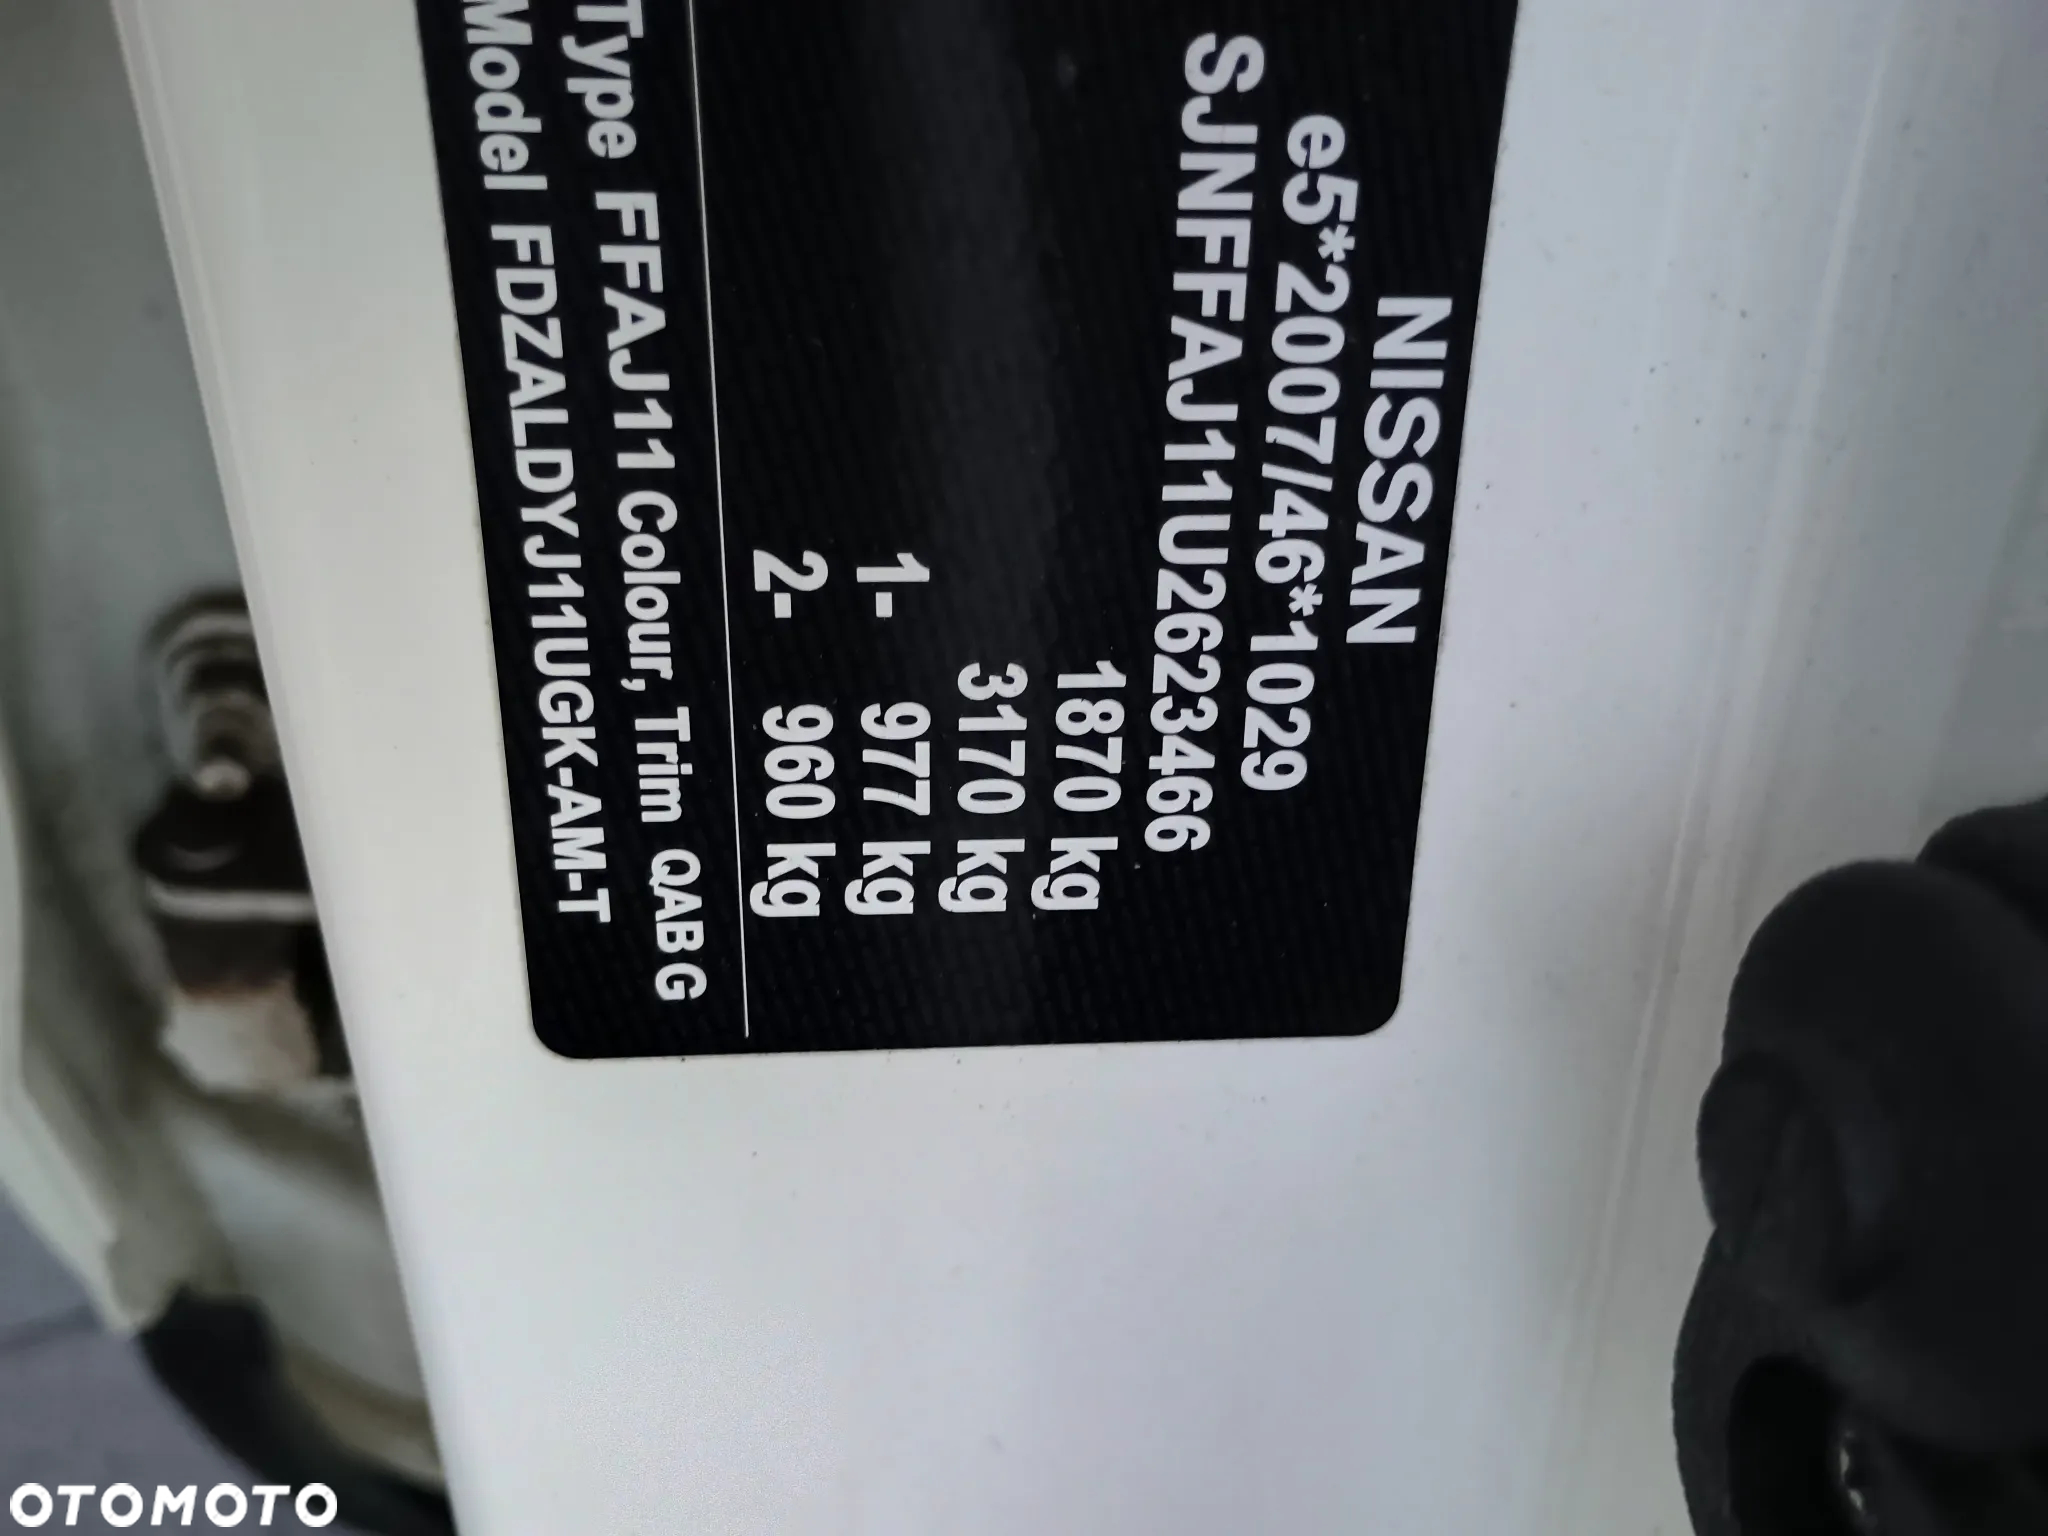 NISSAN
e5*2007/46*1029
SJNFFAJ11U2623466
1870 kg
3170 kg
1- 977 kg
2- 960 kg
Type FFAJ11 Colour, Trim QAB G
Model FDZALDYJ11UGK-AM-T
OTOMOTO